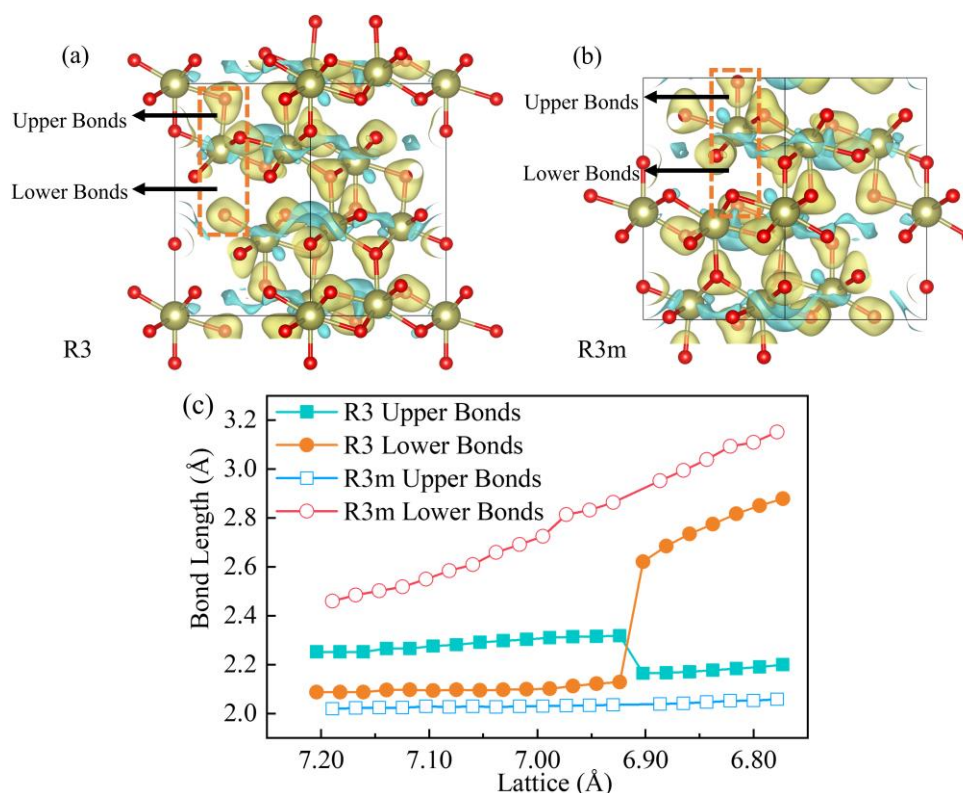 (a)
Upper Bonds
Lower Bonds
R3
(b)
Upper Bonds
Lower Bonds
R3m
(c)
R3 Upper Bonds
R3 Lower Bonds
R3m Upper Bonds
R3m Lower Bonds
Bond Length (Å)
3.2
3.0
2.8
2.6
2.4
2.2
2.0
7.20 7.10 7.00 6.90 6.80
Lattice (Å)